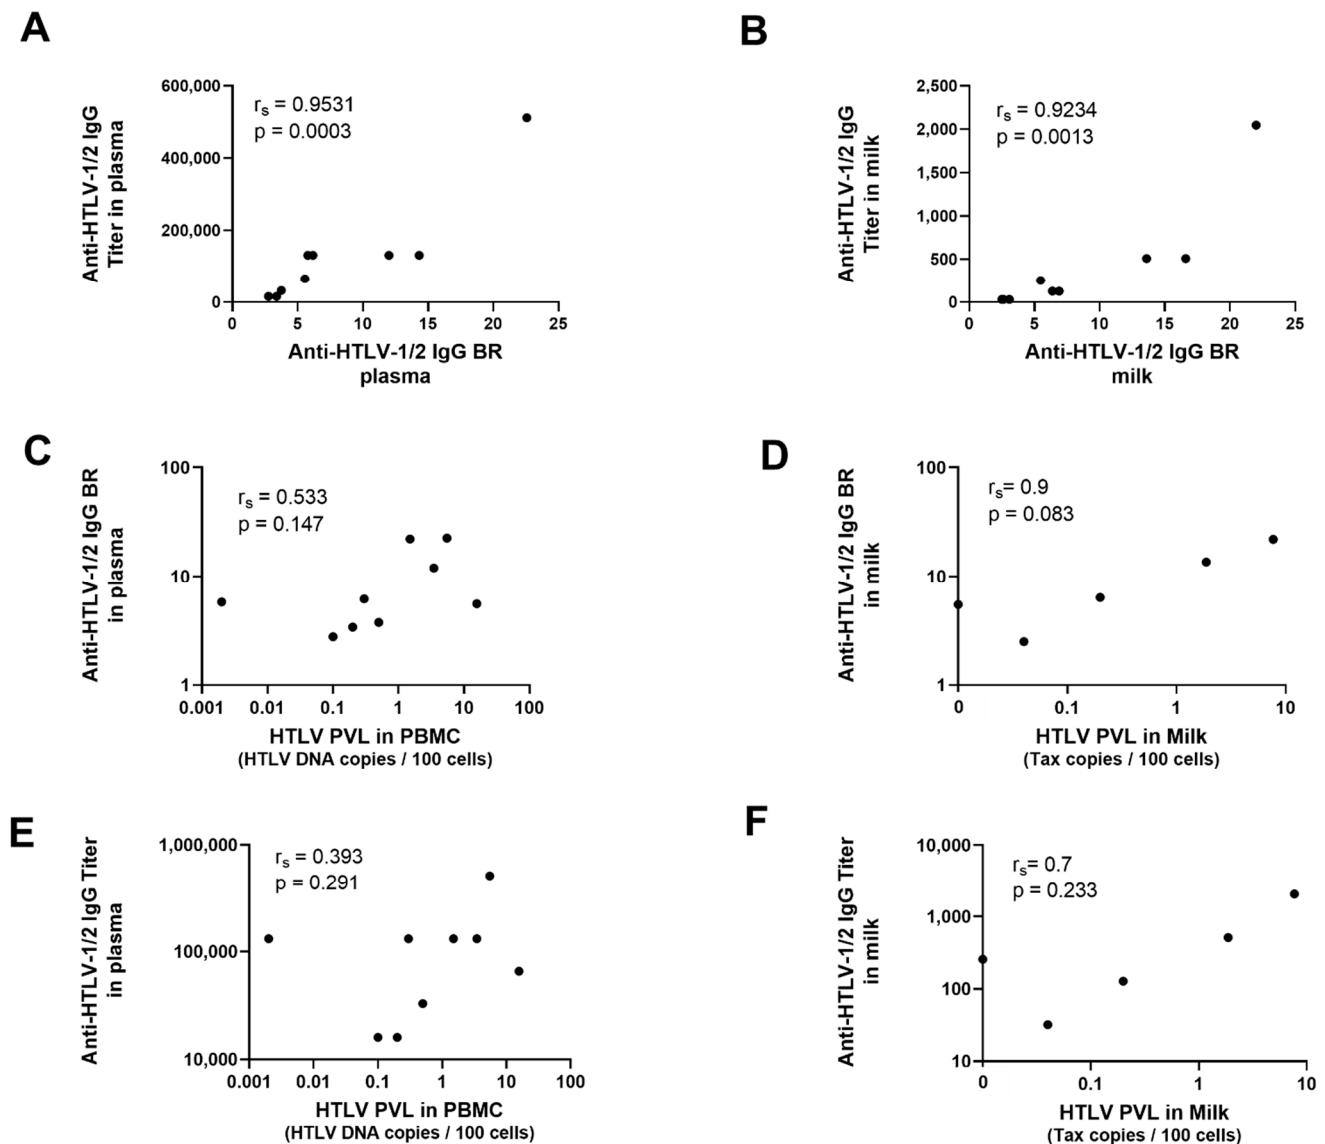 A
Anti-HTLV-1/2 IgG
Titer in plasma
600,000
400,000
200,000
0
rs = 0.9531
p = 0.0003
0 5 10 15 20 25
Anti-HTLV-1/2 IgG BR
plasma
B
Anti-HTLV-1/2 IgG
Titer in milk
2,500
2,000
1,500
1,000
500
0
rs = 0.9234
p = 0.0013
0 5 10 15 20 25
Anti-HTLV-1/2 IgG BR
milk
C
Anti-HTLV-1/2 IgG BR
in plasma
100
10
1
rs = 0.533
p = 0.147
0.001 0.01 0.1 1 10 100
HTLV PVL in PBMC
(HTLV DNA copies / 100 cells)
D
Anti-HTLV-1/2 IgG BR
in milk
100
10
1
rs= 0.9
p = 0.083
0 0.1 1 10
HTLV PVL in Milk
(Tax copies / 100 cells)
E
Anti-HTLV-1/2 IgG Titer
in plasma
1,000,000
100,000
10,000
rs = 0.393
p = 0.291
0.001 0.01 0.1 1 10 100
HTLV PVL in PBMC
(HTLV DNA copies / 100 cells)
F
Anti-HTLV-1/2 IgG Titer
in milk
10,000
1,000
100
10
rs= 0.7
p = 0.233
0 0.1 1 10
HTLV PVL in Milk
(Tax copies / 100 cells)